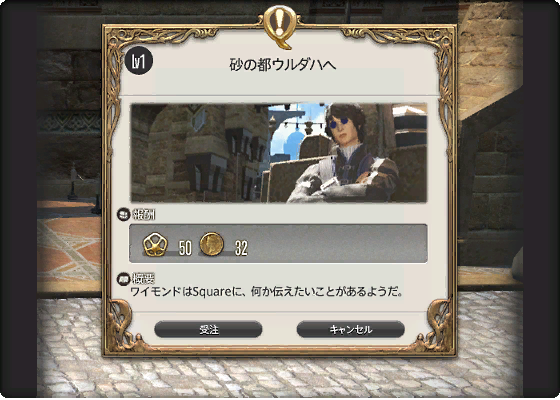 Lv1
砂の都ウルダハへ
報酬
50 32
概要
ワイモンドはSquareに、何か伝えたいことがあるようだ。
受注 キャンセル